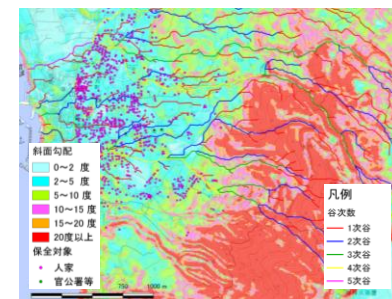 斜面勾配
0～2 度
2～5 度
5～10 度
10～15 度
15～20 度
20度以上
保全対象
人家
官公署等
750
1000 m
凡例
谷次数
1次谷
2次谷
3次谷
4次谷
5次谷